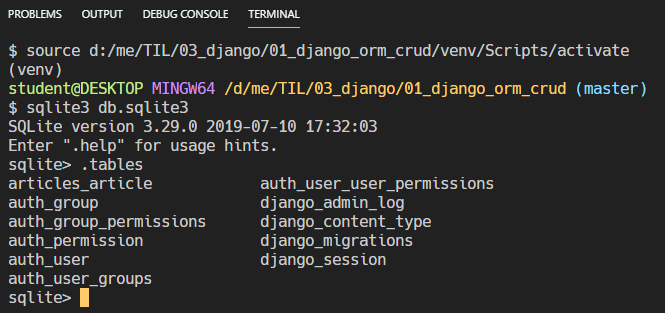 PROBLEMS OUTPUT DEBUG CONSOLE TERMINAL
$ source d:/me/TIL/03_django/01_django_orm_crud/venv/Scripts/activate
(venv)
student@DESKTOP MINGW64 /d/me/TIL/03_django/01_django_orm_crud (master)
$ sqlite3 db.sqlite3
SQLite version 3.29.0 2019-07-10 17:32:03
Enter ".help" for usage hints.
sqlite> .tables
articles_article auth_user_user_permissions
auth_group django_admin_log
auth_group_permissions django_content_type
auth_permission django_migrations
auth_user django_session
auth_user_groups
sqlite>